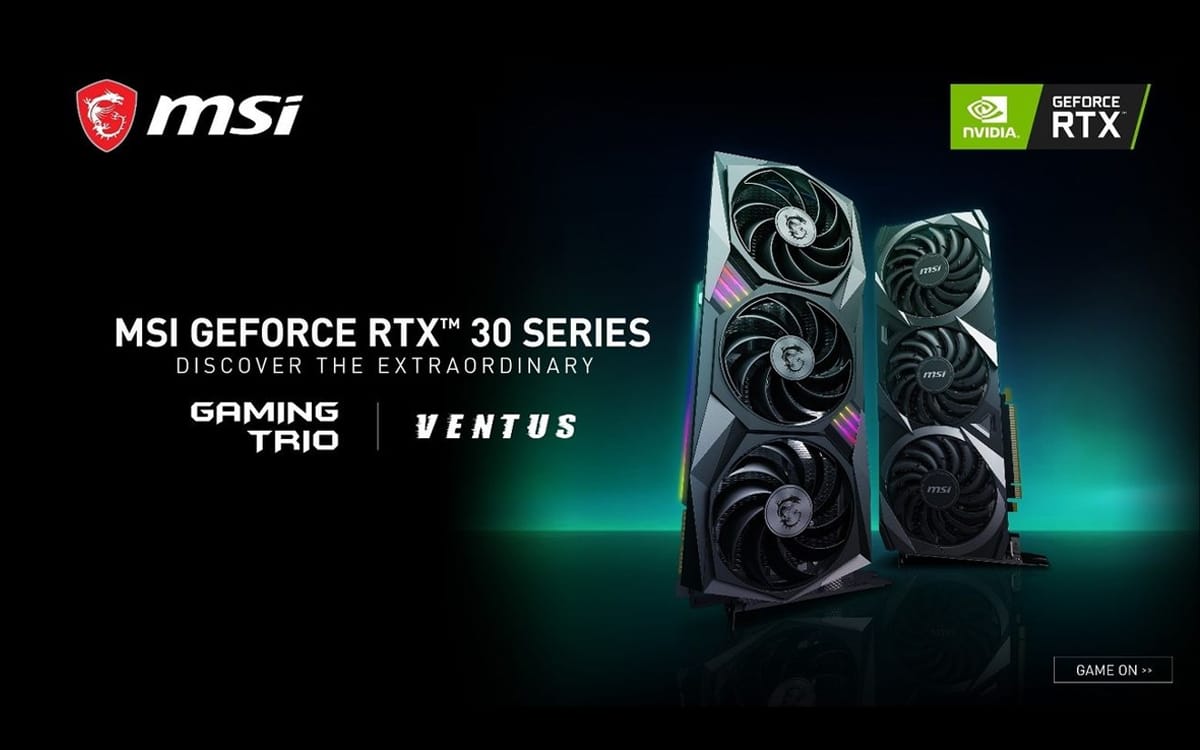 msi
NVIDIA.
GEFORCE
RTX™
MSI GEFORCE RTX™ 30 SERIES
DISCOVER THE EXTRAORDINARY
GAMING
TRIO
VENTUS
msi
msi
msi
GAME ON >>